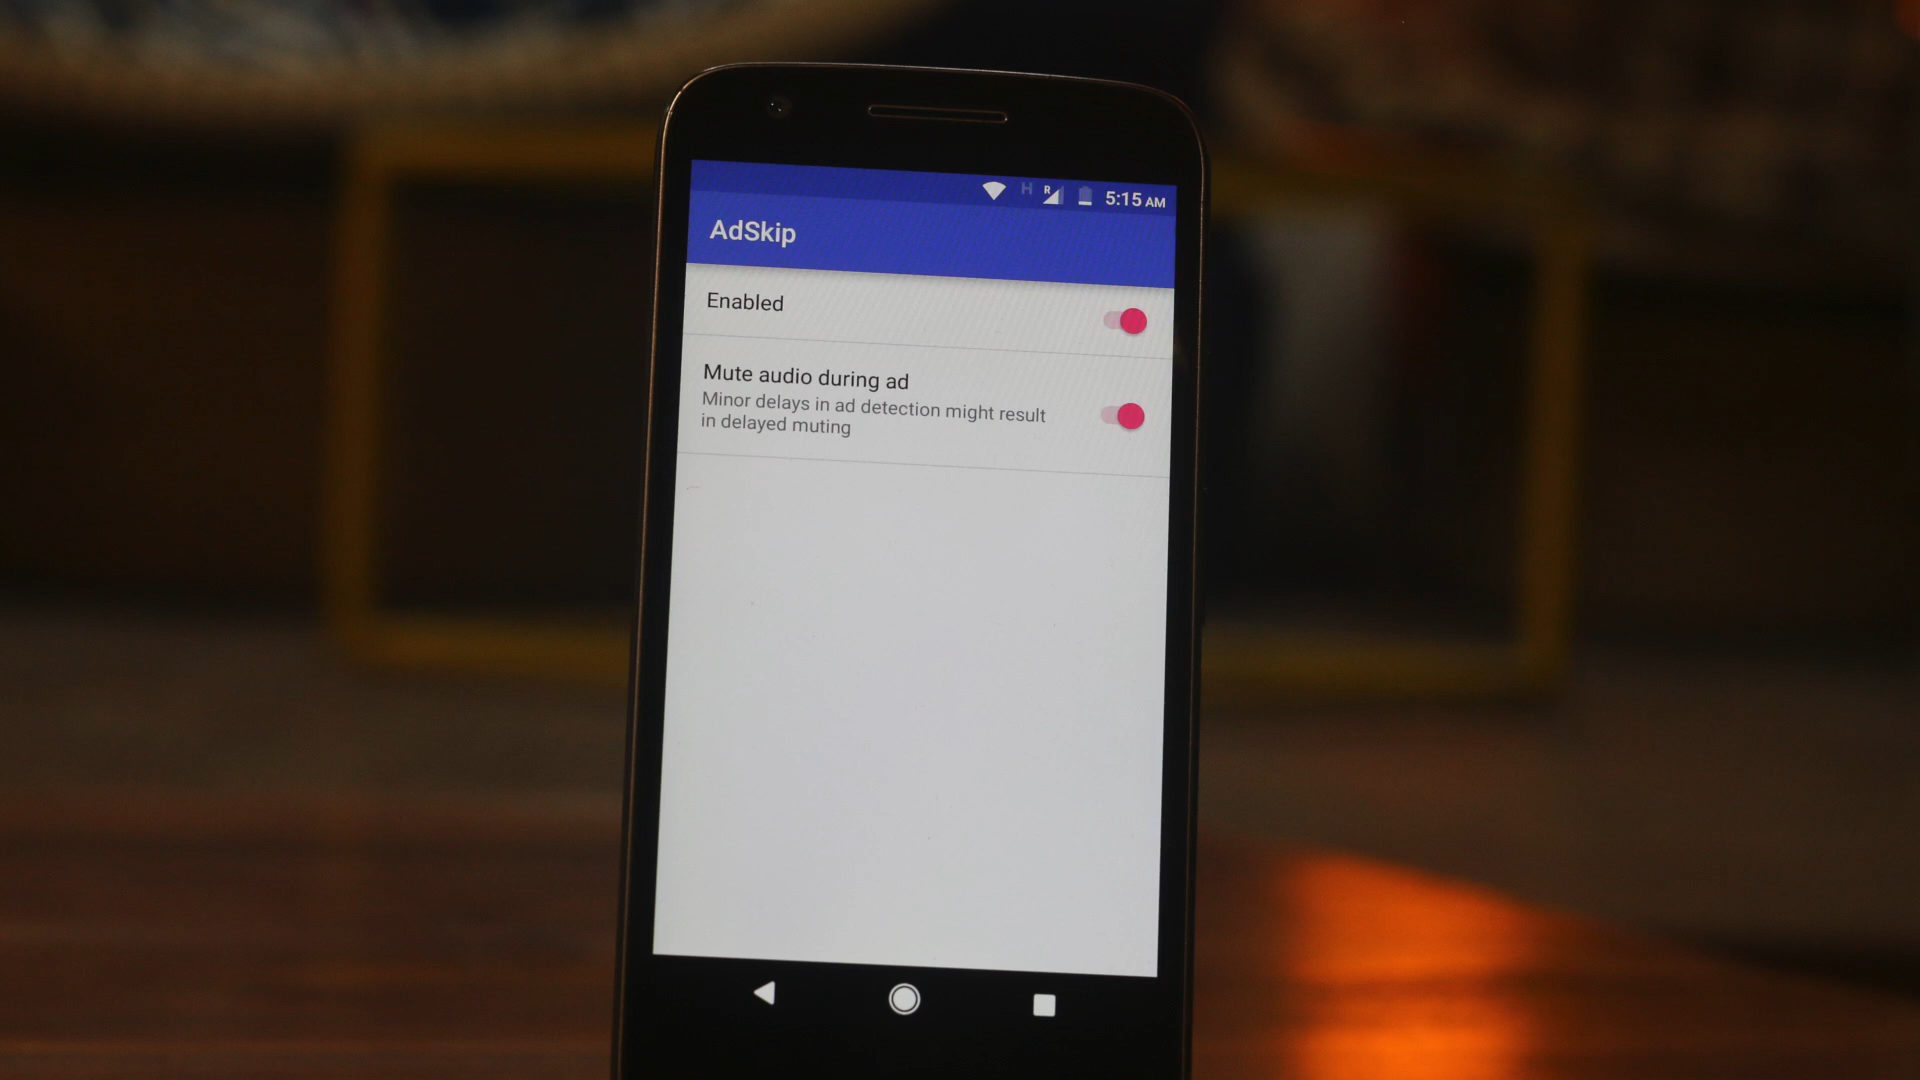 H R 5:15 AM
AdSkip
Enabled
Mute audio during ad
Minor delays in ad detection might result
in delayed muting